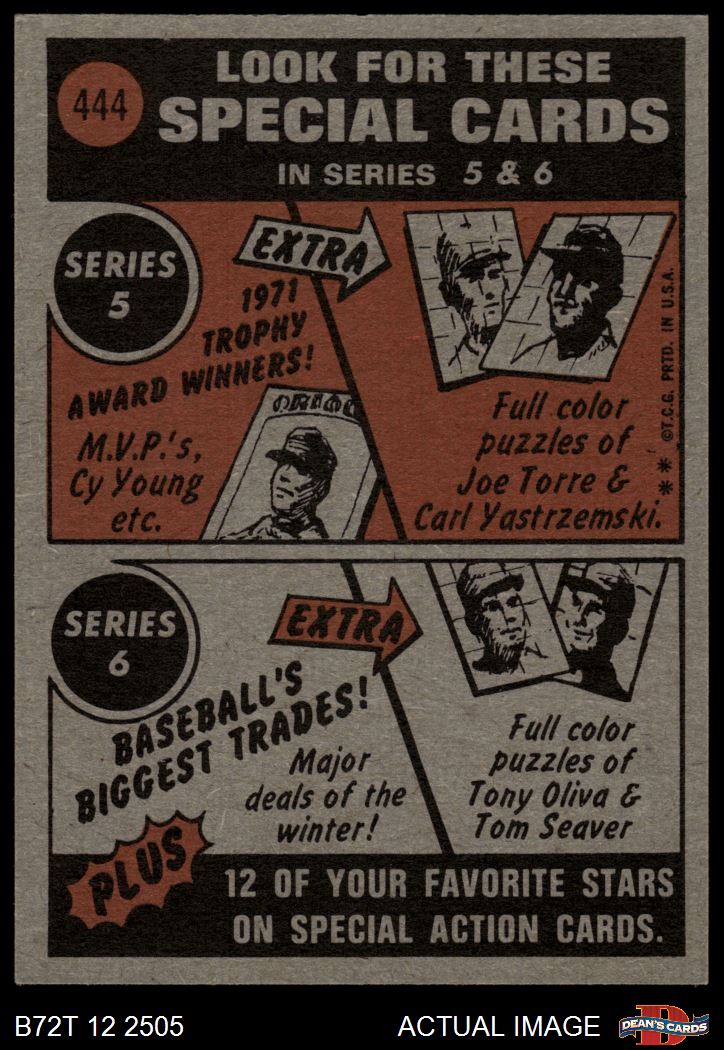 444
LOOK FOR THESE
SPECIAL CARDS
IN SERIES 5 & 6
SERIES
5
EXTRA
1971
TROPHY
AWARD WINNERS!
M.V.P.'s,
Cy Young
etc.
Full color
puzzles of
Joe Torre &
Carl Yastrzemski.
** ©T.C.G. PRTD. IN U.S.A.
SERIES
6
EXTRA
BASEBALL'S
BIGGEST TRADES!
Major
deals of the
winter!
Full color
puzzles of
Tony Oliva &
Tom Seaver
PLUS
12 OF YOUR FAVORITE STARS
ON SPECIAL ACTION CARDS.
B72T 12 2505
ACTUAL IMAGE
DEAN'S CARDS